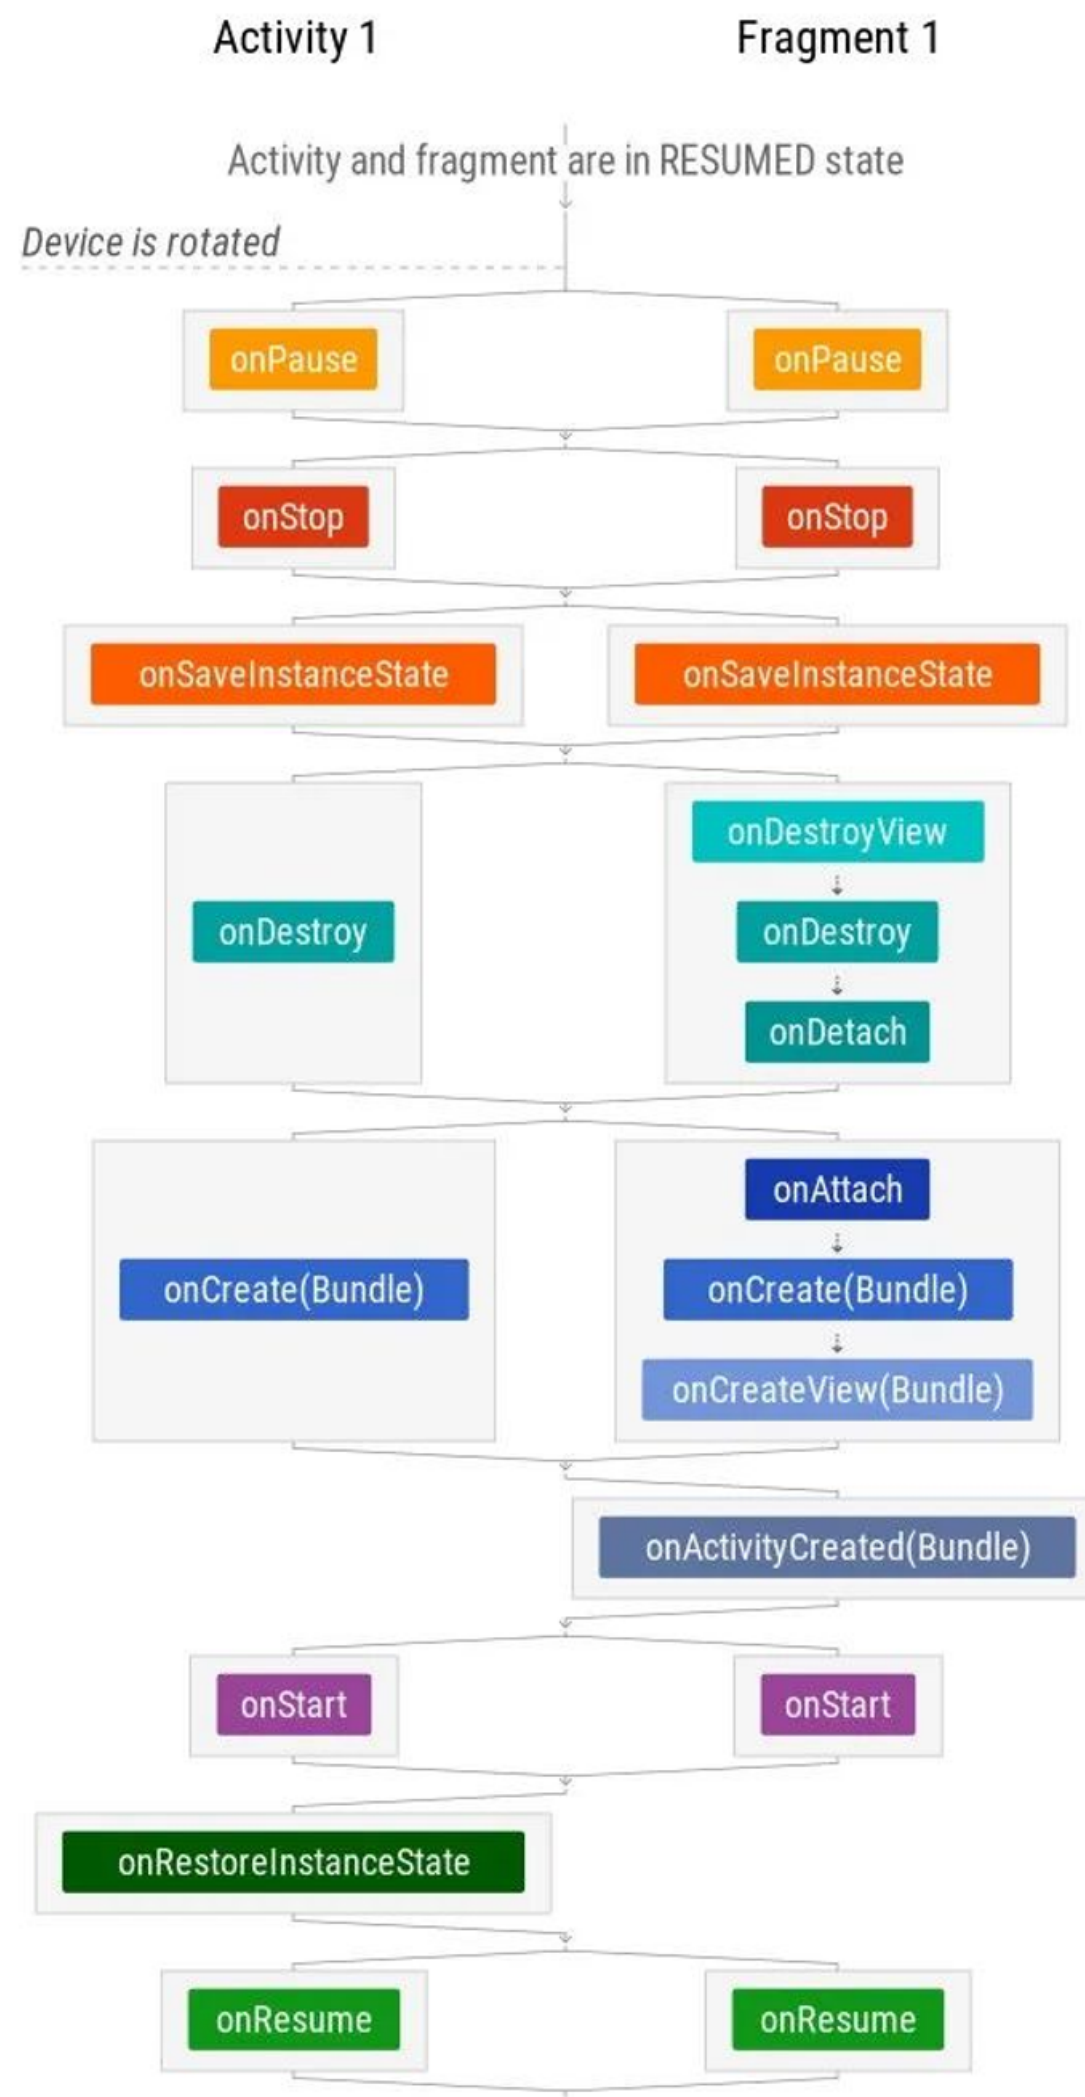 Activity 1
Fragment 1
Activity and fragment are in RESUMED state
Device is rotated
onPause
onPause
onStop
onStop
onSaveInstanceState
onSaveInstanceState
onDestroy
onDestroyView
onDestroy
onDetach
onCreate(Bundle)
onAttach
onCreate(Bundle)
onCreateView(Bundle)
onActivityCreated(Bundle)
onStart
onStart
onRestoreInstanceState
onResume
onResume